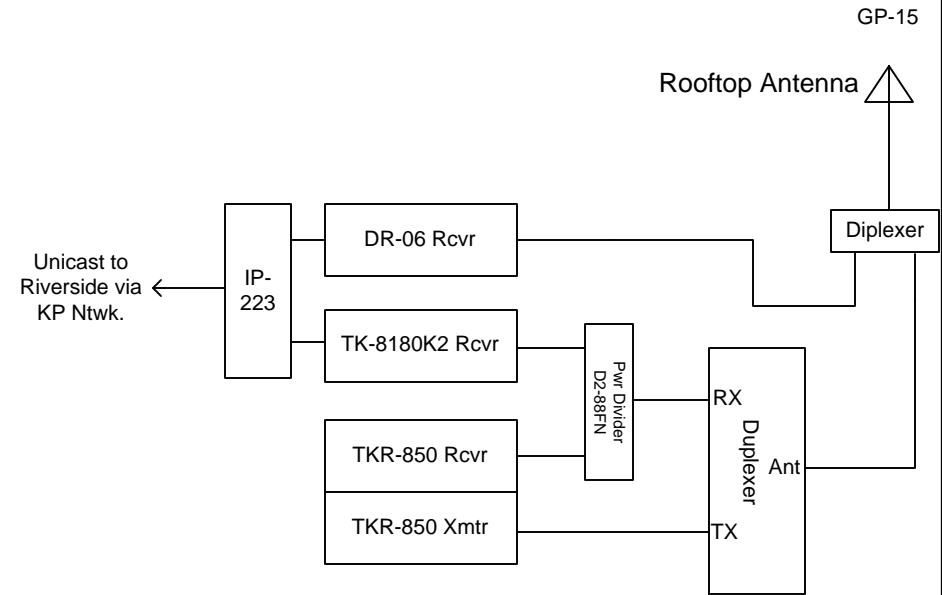 GP-15
Rooftop Antenna
Diplexer
DR-06 Rcvr
Unicast to
Riverside via
KP Ntwk.
IP-
223
TK-8180K2 Rcvr
Pwr Divider
D2-88FN
RX
Duplexer
Ant
TKR-850 Rcvr
TKR-850 Xmtr
TX